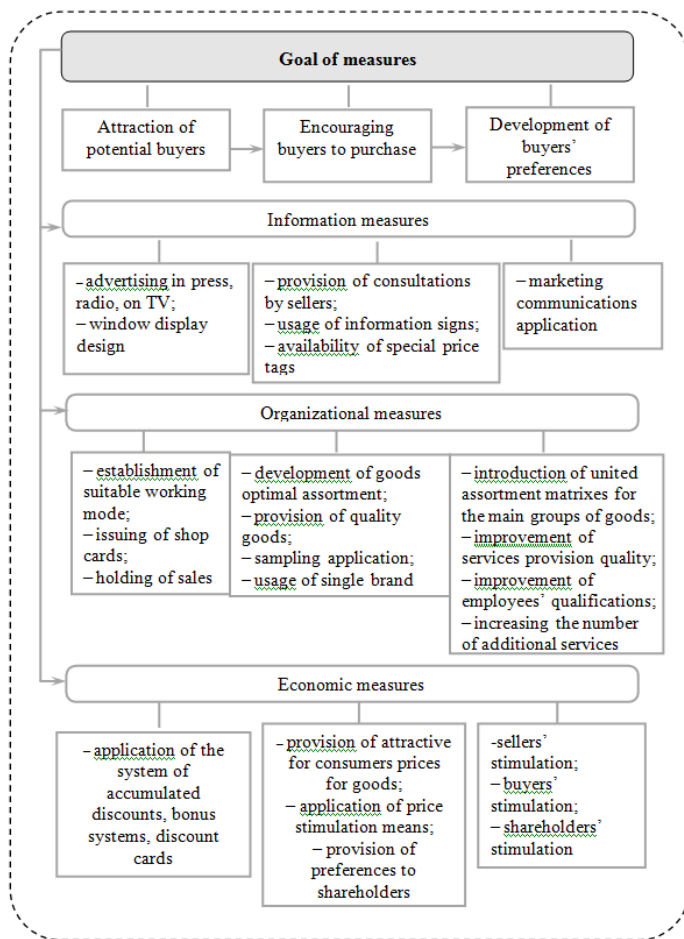 Goal of measures
Attraction of
potential buyers
Encouraging
buyers to purchase
Development of
buyers’
preferences
Information measures
-advertising in press,
radio, on TV;
– window display
design
– provision of consultations
by sellers;
– usage of information signs;
– availability of special price
tags
– marketing
communications
application
Organizational measures
– establishment of
suitable working
mode;
– issuing of shop
cards;
– holding of sales
– development of goods
optimal assortment;
– provision of quality
goods;
– sampling application;
– usage of single brand
– introduction of united
assortment matrixes for
the main groups of goods;
– improvement of
services provision quality;
– improvement of
employees’ qualifications;
– increasing the number
of additional services
Economic measures
– application of the
system of
accumulated
discounts, bonus
systems, discount
cards
– provision of attractive
for consumers prices for
goods;
– application of price
stimulation means;
– provision of
preferences to
shareholders
-sellers’
stimulation;
– buyers’
stimulation;
– shareholders’
stimulation